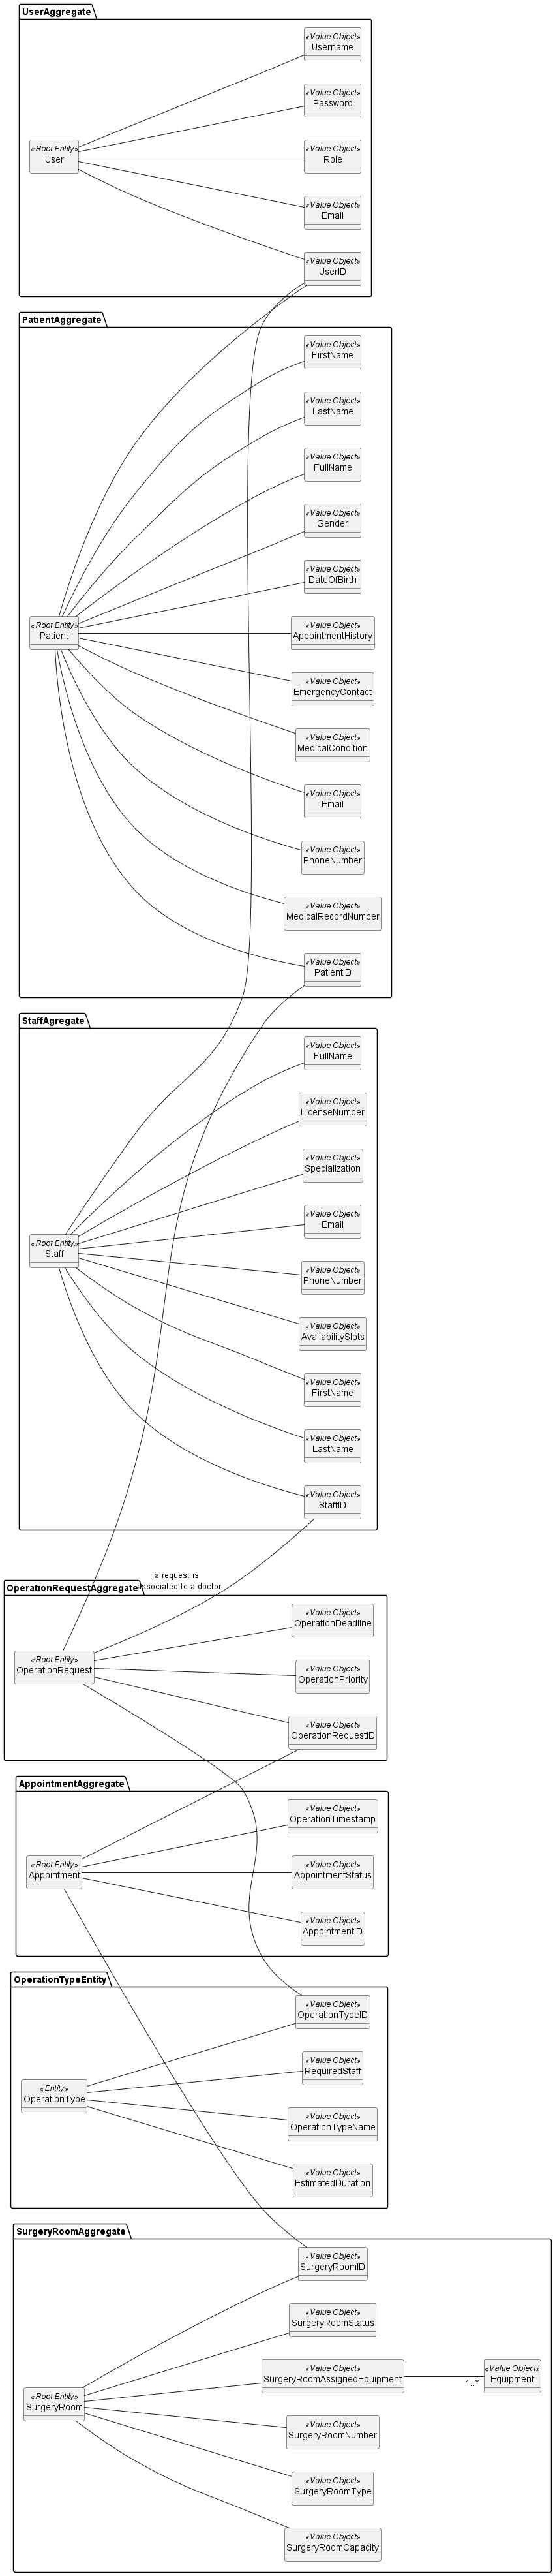 UserAggregate
«Value Object»
Username
«Value Object»
Password
«Root Entity»
User
«Value Object»
Role
«Value Object»
Email
«Value Object»
UserID
PatientAggregate
«Value Object»
FirstName
«Value Object»
LastName
«Value Object»
FullName
«Value Object»
Gender
«Value Object»
DateOfBirth
«Root Entity»
Patient
«Value Object»
AppointmentHistory
«Value Object»
EmergencyContact
«Value Object»
MedicalCondition
«Value Object»
Email
«Value Object»
PhoneNumber
«Value Object»
MedicalRecordNumber
«Value Object»
PatientID
StaffAgregate
«Value Object»
FullName
«Value Object»
LicenseNumber
«Value Object»
Specialization
«Root Entity»
Staff
«Value Object»
Email
«Value Object»
PhoneNumber
«Value Object»
AvailabilitySlots
«Value Object»
FirstName
«Value Object»
LastName
«Value Object»
StaffID
a request is
associated to a doctor
OperationRequestAggregate
«Value Object»
OperationDeadline
«Root Entity»
OperationRequest
«Value Object»
OperationPriority
«Value Object»
OperationRequestID
AppointmentAggregate
«Value Object»
OperationTimestamp
«Root Entity»
Appointment
«Value Object»
AppointmentStatus
«Value Object»
AppointmentID
OperationTypeEntity
«Value Object»
OperationTypeID
«Value Object»
RequiredStaff
«Entity»
OperationType
«Value Object»
OperationTypeName
«Value Object»
EstimatedDuration
SurgeryRoomAggregate
«Value Object»
SurgeryRoomID
«Value Object»
SurgeryRoomStatus
«Value Object»
SurgeryRoomAssignedEquipment
1..*
«Value Object»
Equipment
«Root Entity»
SurgeryRoom
«Value Object»
SurgeryRoomNumber
«Value Object»
SurgeryRoomType
«Value Object»
SurgeryRoomCapacity